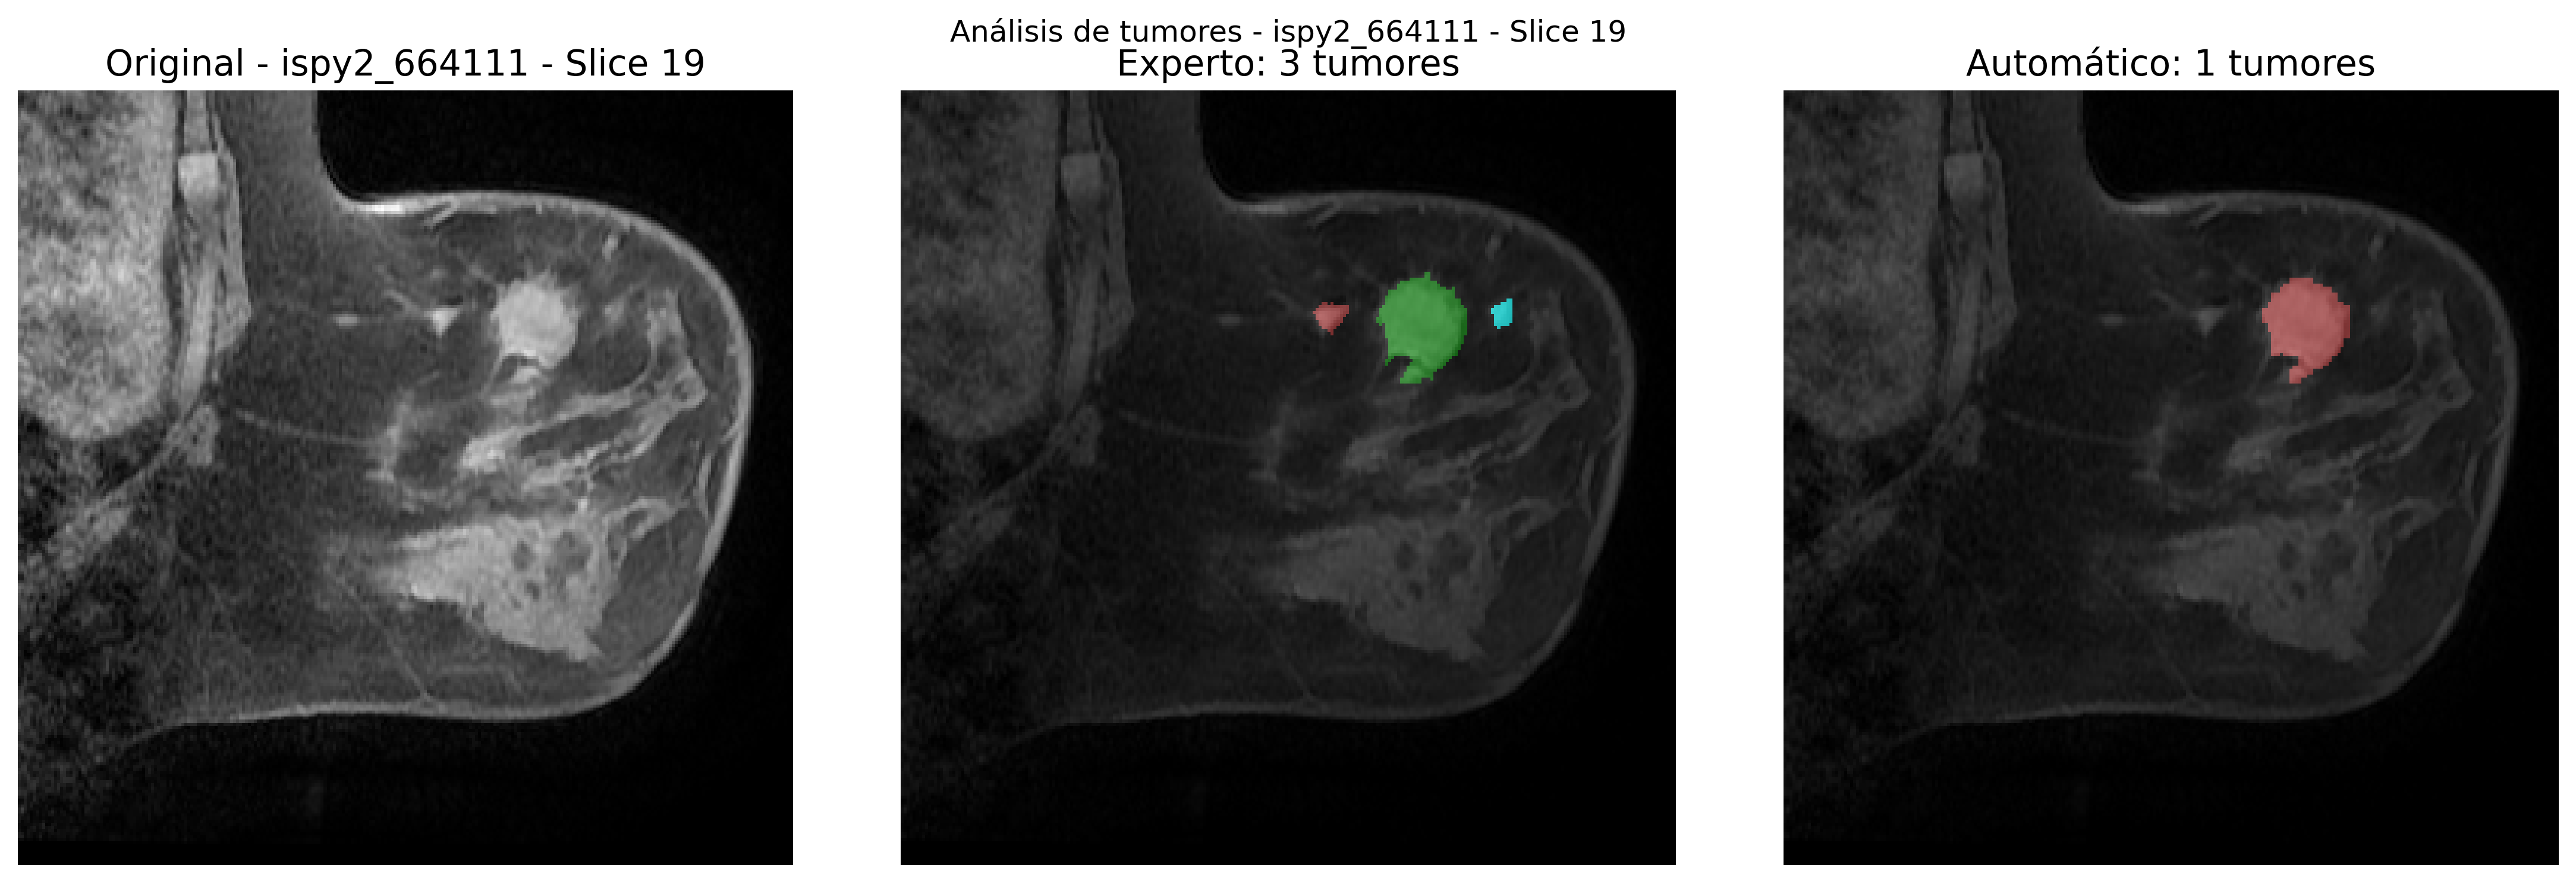 Análisis de tumores - ispy2_664111 - Slice 19
Original - ispy2_664111 - Slice 19
Experto: 3 tumores
Automático: 1 tumores